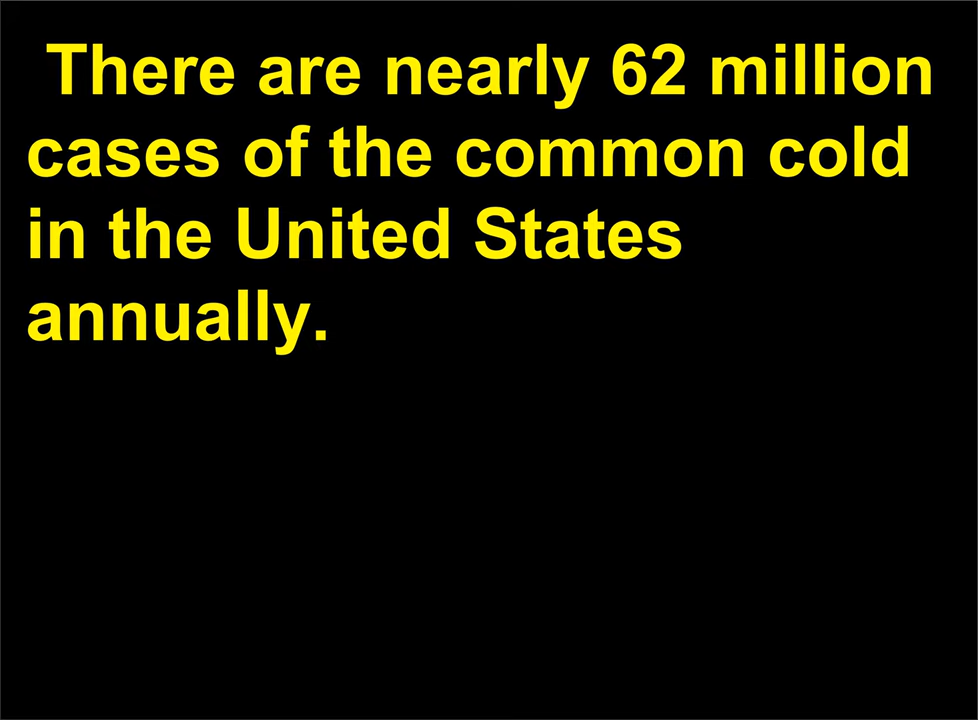 There are nearly 62 million
cases of the common cold
in the United States
annually.